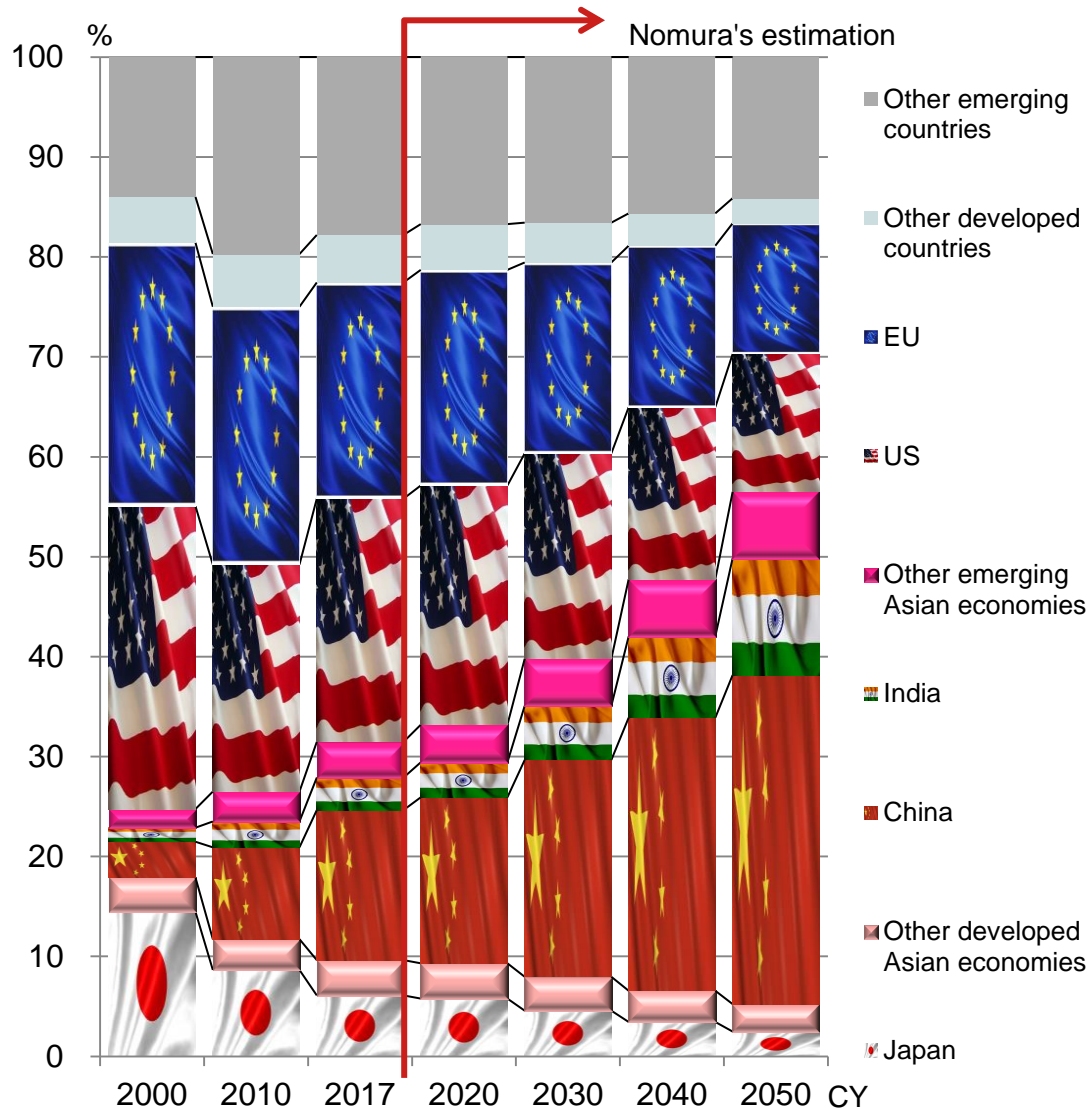 %
Nomura's estimation
100
90
80
70
60
50
40
30
20
10
0
2000
2010
2017
2020
2030
2040
2050
CY
Other emerging
countries
Other developed
countries
EU
US
Other emerging
Asian economies
India
China
Other developed
Asian economies
Japan